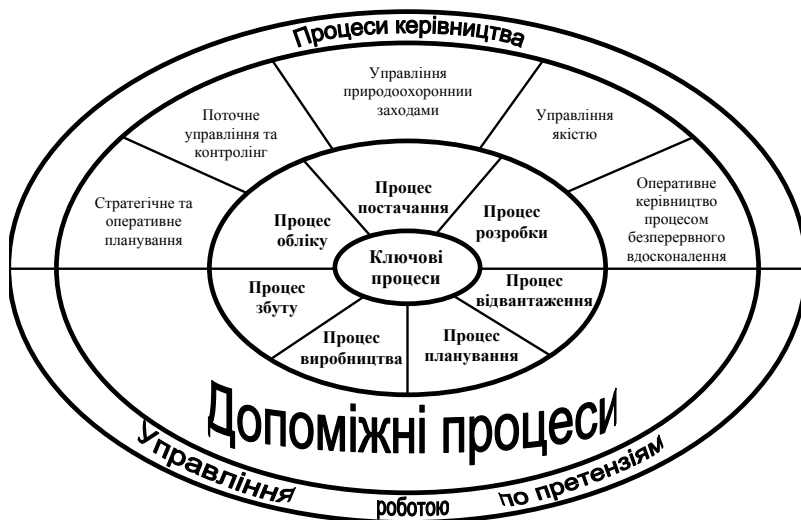 Процеси керівництва
Управління
природоохоронний
заходами
Поточне
управління та
контролінг
Управління
якістю
Стратегічне та
оперативне
планування
Оперативне
керівництво
процесом
безперервного
вдосконалення
Процес
постачання
Процес
обліку
Процес
розробки
Ключові
процеси
Процес
збуту
Процес
відвантаження
Процес
виробництва
Процес
планування
Допоміжні процеси
Управління
роботою
по претензіям